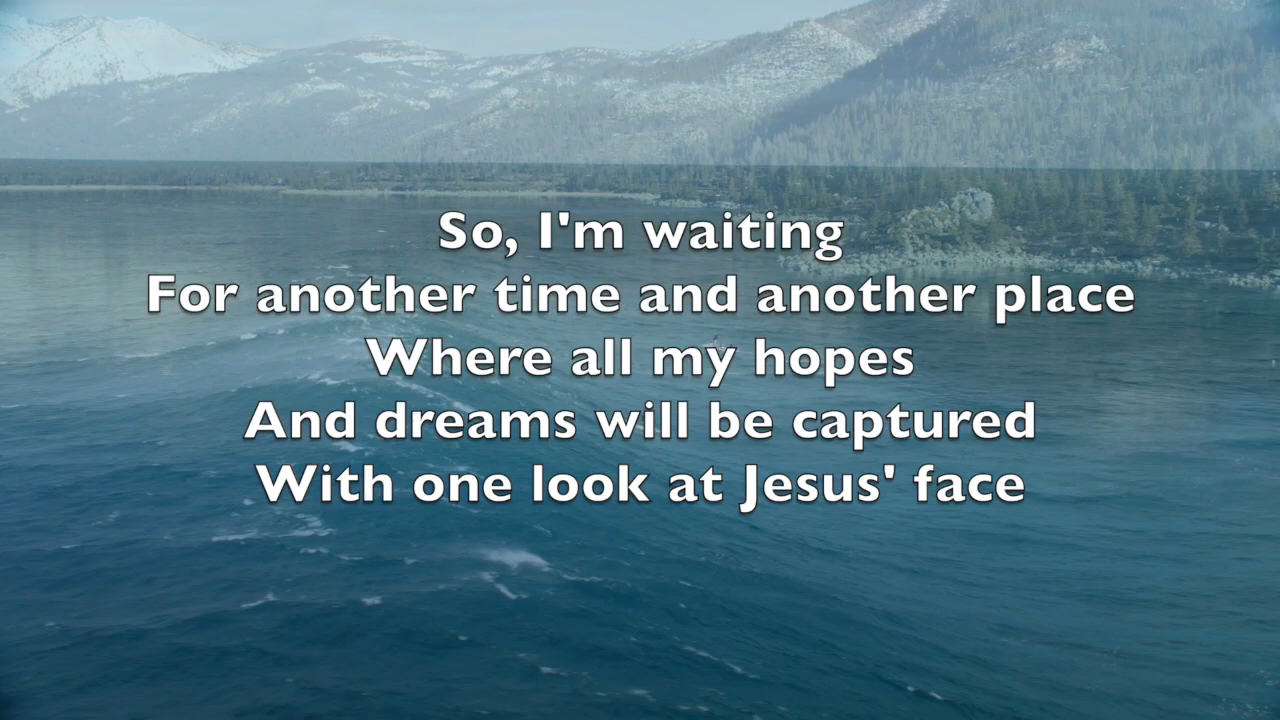 So, I'm waiting
For another time and another place
Where all my hopes
And dreams will be captured
With one look at Jesus' face